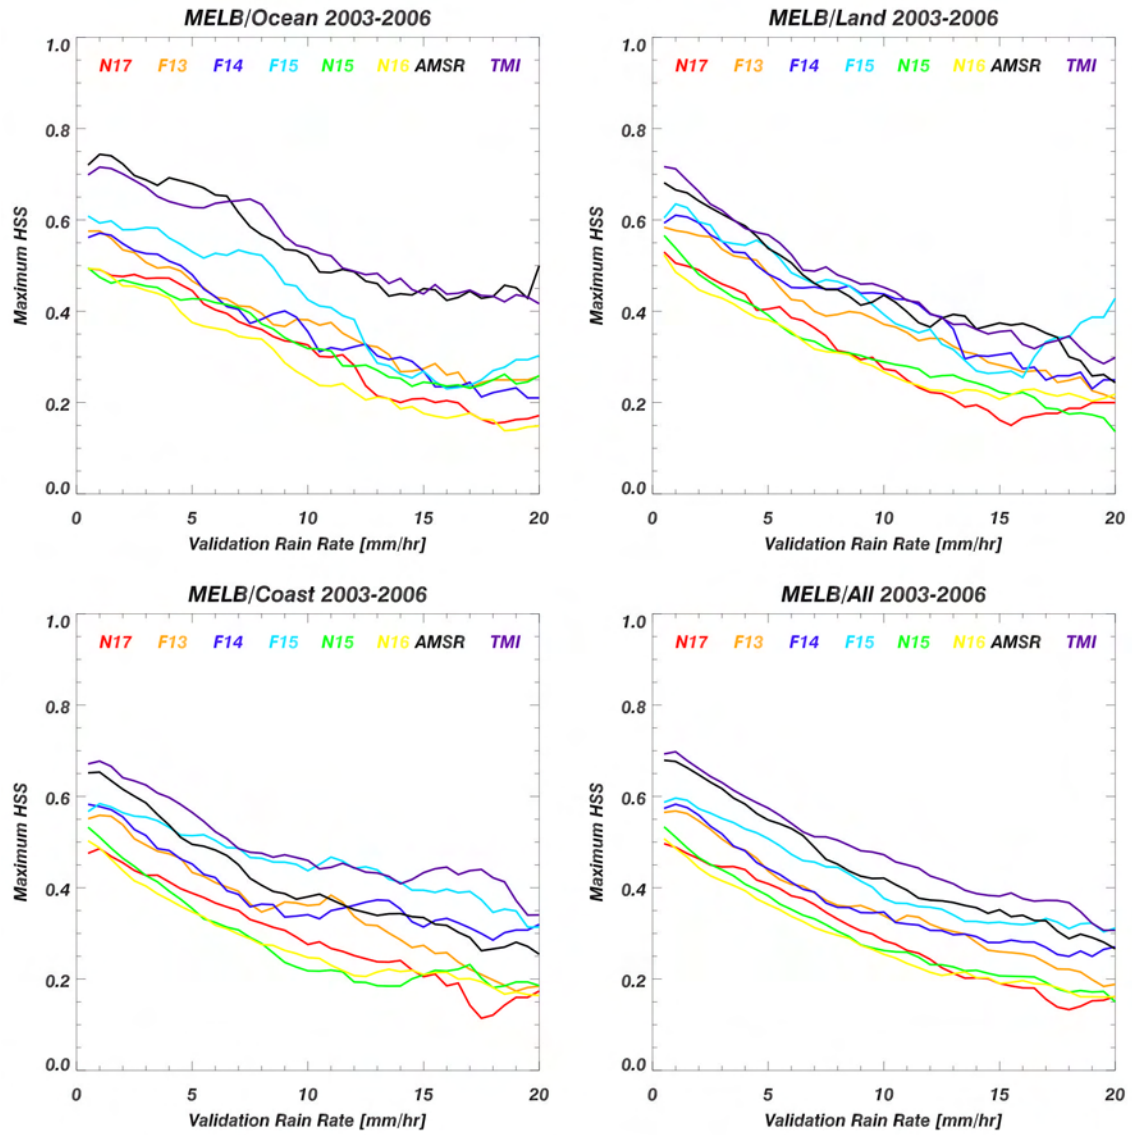 MELB/Ocean 2003-2006
1.0
N17 F13 F14 F15 N15 N16 AMSR TMI
0.8
0.6
0.4
0.2
0.0
Maximum HSS
0 5 10 15 20
Validation Rain Rate [mm/hr]
MELB/Land 2003-2006
1.0
N17 F13 F14 F15 N15 N16 AMSR TMI
0.8
0.6
0.4
0.2
0.0
Maximum HSS
0 5 10 15 20
Validation Rain Rate [mm/hr]
MELB/Coast 2003-2006
1.0
N17 F13 F14 F15 N15 N16 AMSR TMI
0.8
0.6
0.4
0.2
0.0
Maximum HSS
0 5 10 15 20
Validation Rain Rate [mm/hr]
MELB/All 2003-2006
1.0
N17 F13 F14 F15 N15 N16 AMSR TMI
0.8
0.6
0.4
0.2
0.0
Maximum HSS
0 5 10 15 20
Validation Rain Rate [mm/hr]